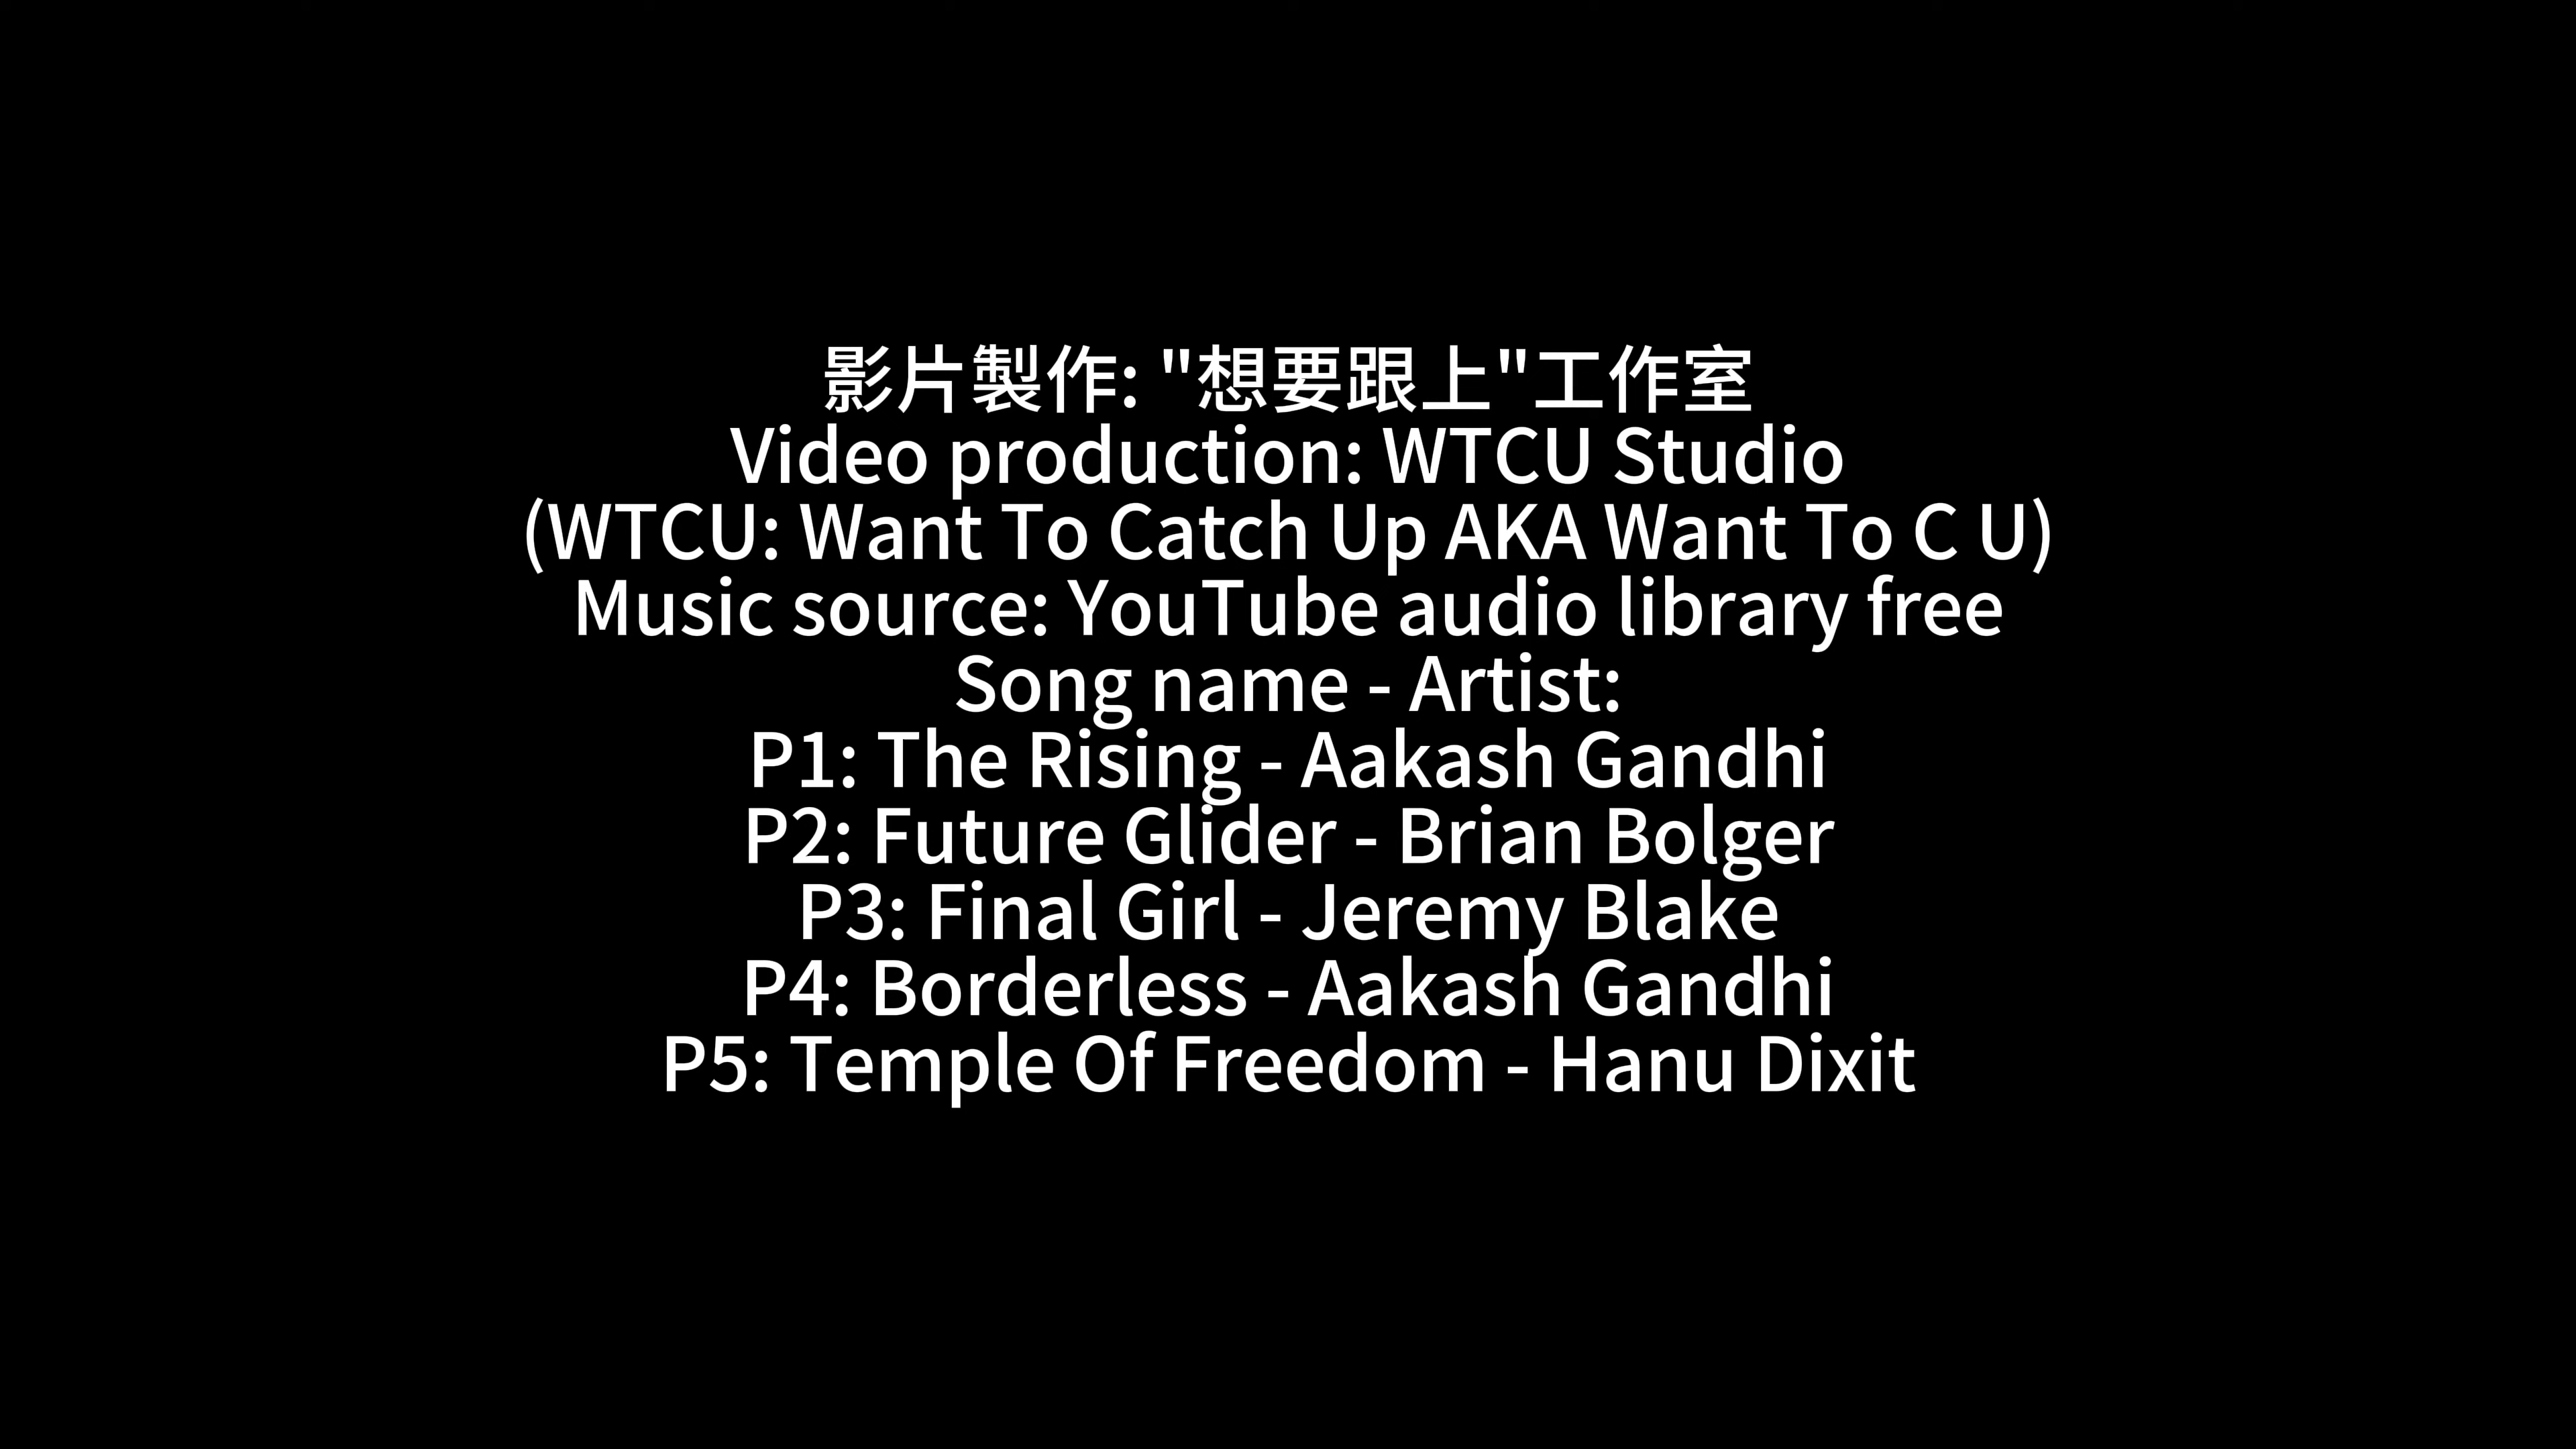 影片製作: "想要跟上"工作室
Video production: WTCU Studio
(WTCU: Want To Catch Up AKA Want To C U)
Music source: YouTube audio library free
Song name - Artist:
P1: The Rising - Aakash Gandhi
P2: Future Glider - Brian Bolger
P3: Final Girl - Jeremy Blake
P4: Borderless - Aakash Gandhi
P5: Temple Of Freedom - Hanu Dixit